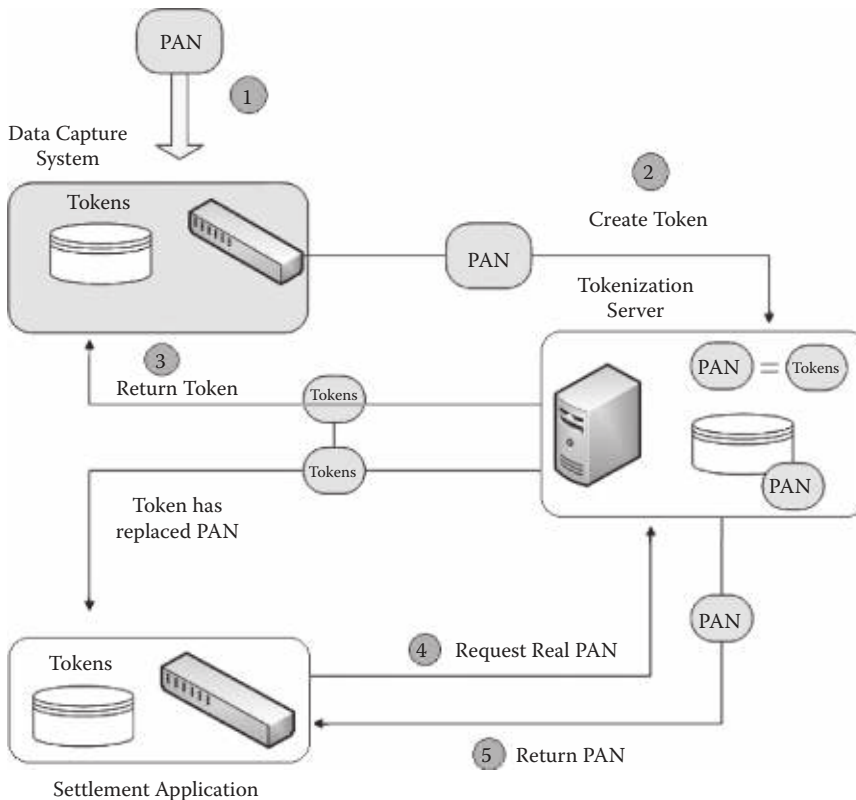 PAN
1
Data Capture
System
Tokens
PAN
2
Create Token
Tokenization
Server
PAN = Tokens
PAN
3
Return Token
Tokens
Tokens
Token has
replaced PAN
PAN
Tokens
4 Request Real PAN
5 Return PAN
Settlement Application